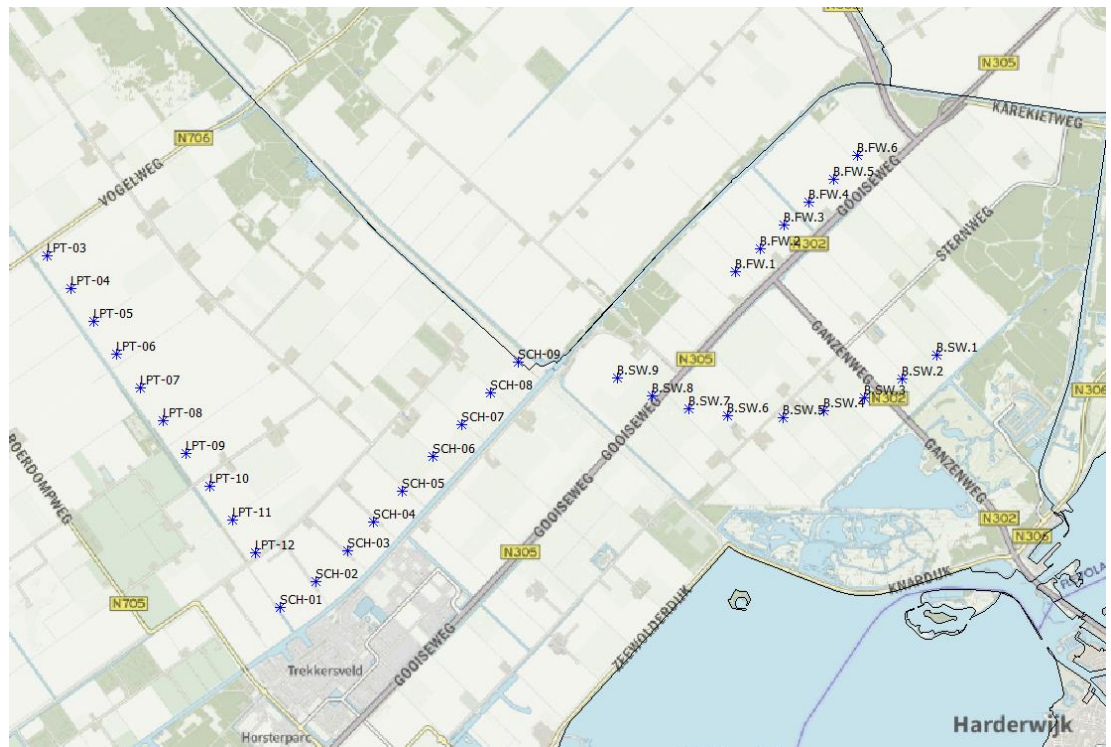 N302
N305
KAREKIETWEG
N706
VOGELWEG
B.FW.6
B.FW.5
B.FW.4
B.FW.3
B.FW.2
B.FW.1
GOOISEWEG
N302
STERNWEG
LPT-03
LPT-04
LPT-05
LPT-06
LPT-07
LPT-08
LPT-09
LPT-10
LPT-11
LPT-12
SCH-09
SCH-08
SCH-07
SCH-06
SCH-05
SCH-04
SCH-03
SCH-02
SCH-01
N305
GANZENWEG
B.SW.9
B.SW.8
B.SW.7
B.SW.6
B.SW.5
B.SW.4
B.SW.3
B.SW.2
B.SW.1
N302
N306
GOOISEWEG
GANZENWEG
ROERDOMPWEG
GOOISEWEG
N305
N302
N306
KNARDIJK
N705
ZEEWOLDERDIJK
GOOISEWEG
Trekkersveld
Horsterparc
Harderwijk